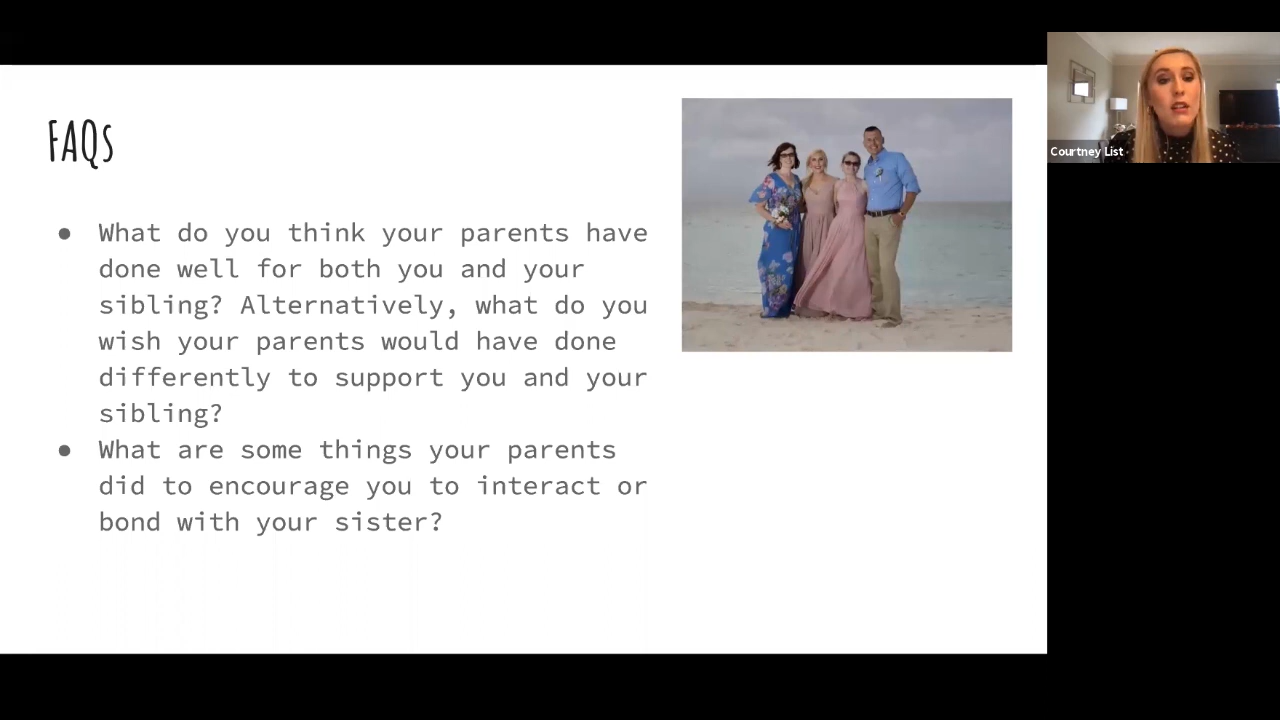 FAQs
● What do you think your parents have
done well for both you and your
sibling? Alternatively, what do you
wish your parents would have done
differently to support you and your
sibling?
● What are some things your parents
did to encourage you to interact or
bond with your sister?
Courtney List